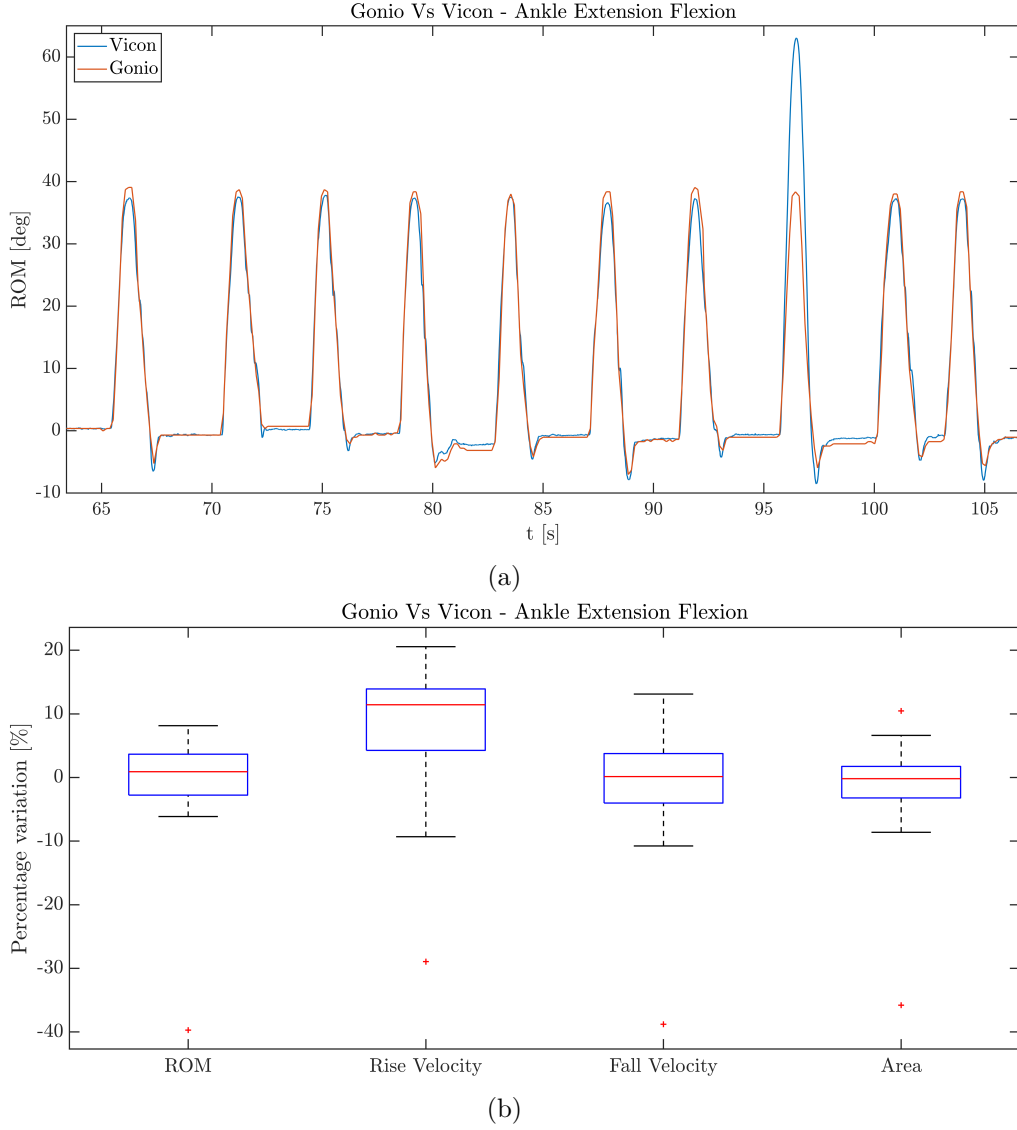 Gonio Vs Vicon - Ankle Extension Flexion
Vicon
Gonio
ROM [deg]
60
50
40
30
20
10
0
-10
65 70 75 80 85 90 95 100 105
t [s]
(a)
Gonio Vs Vicon - Ankle Extension Flexion
Percentage variation [%]
20
10
0
-10
-20
-30
-40
ROM Rise Velocity Fall Velocity Area
(b)